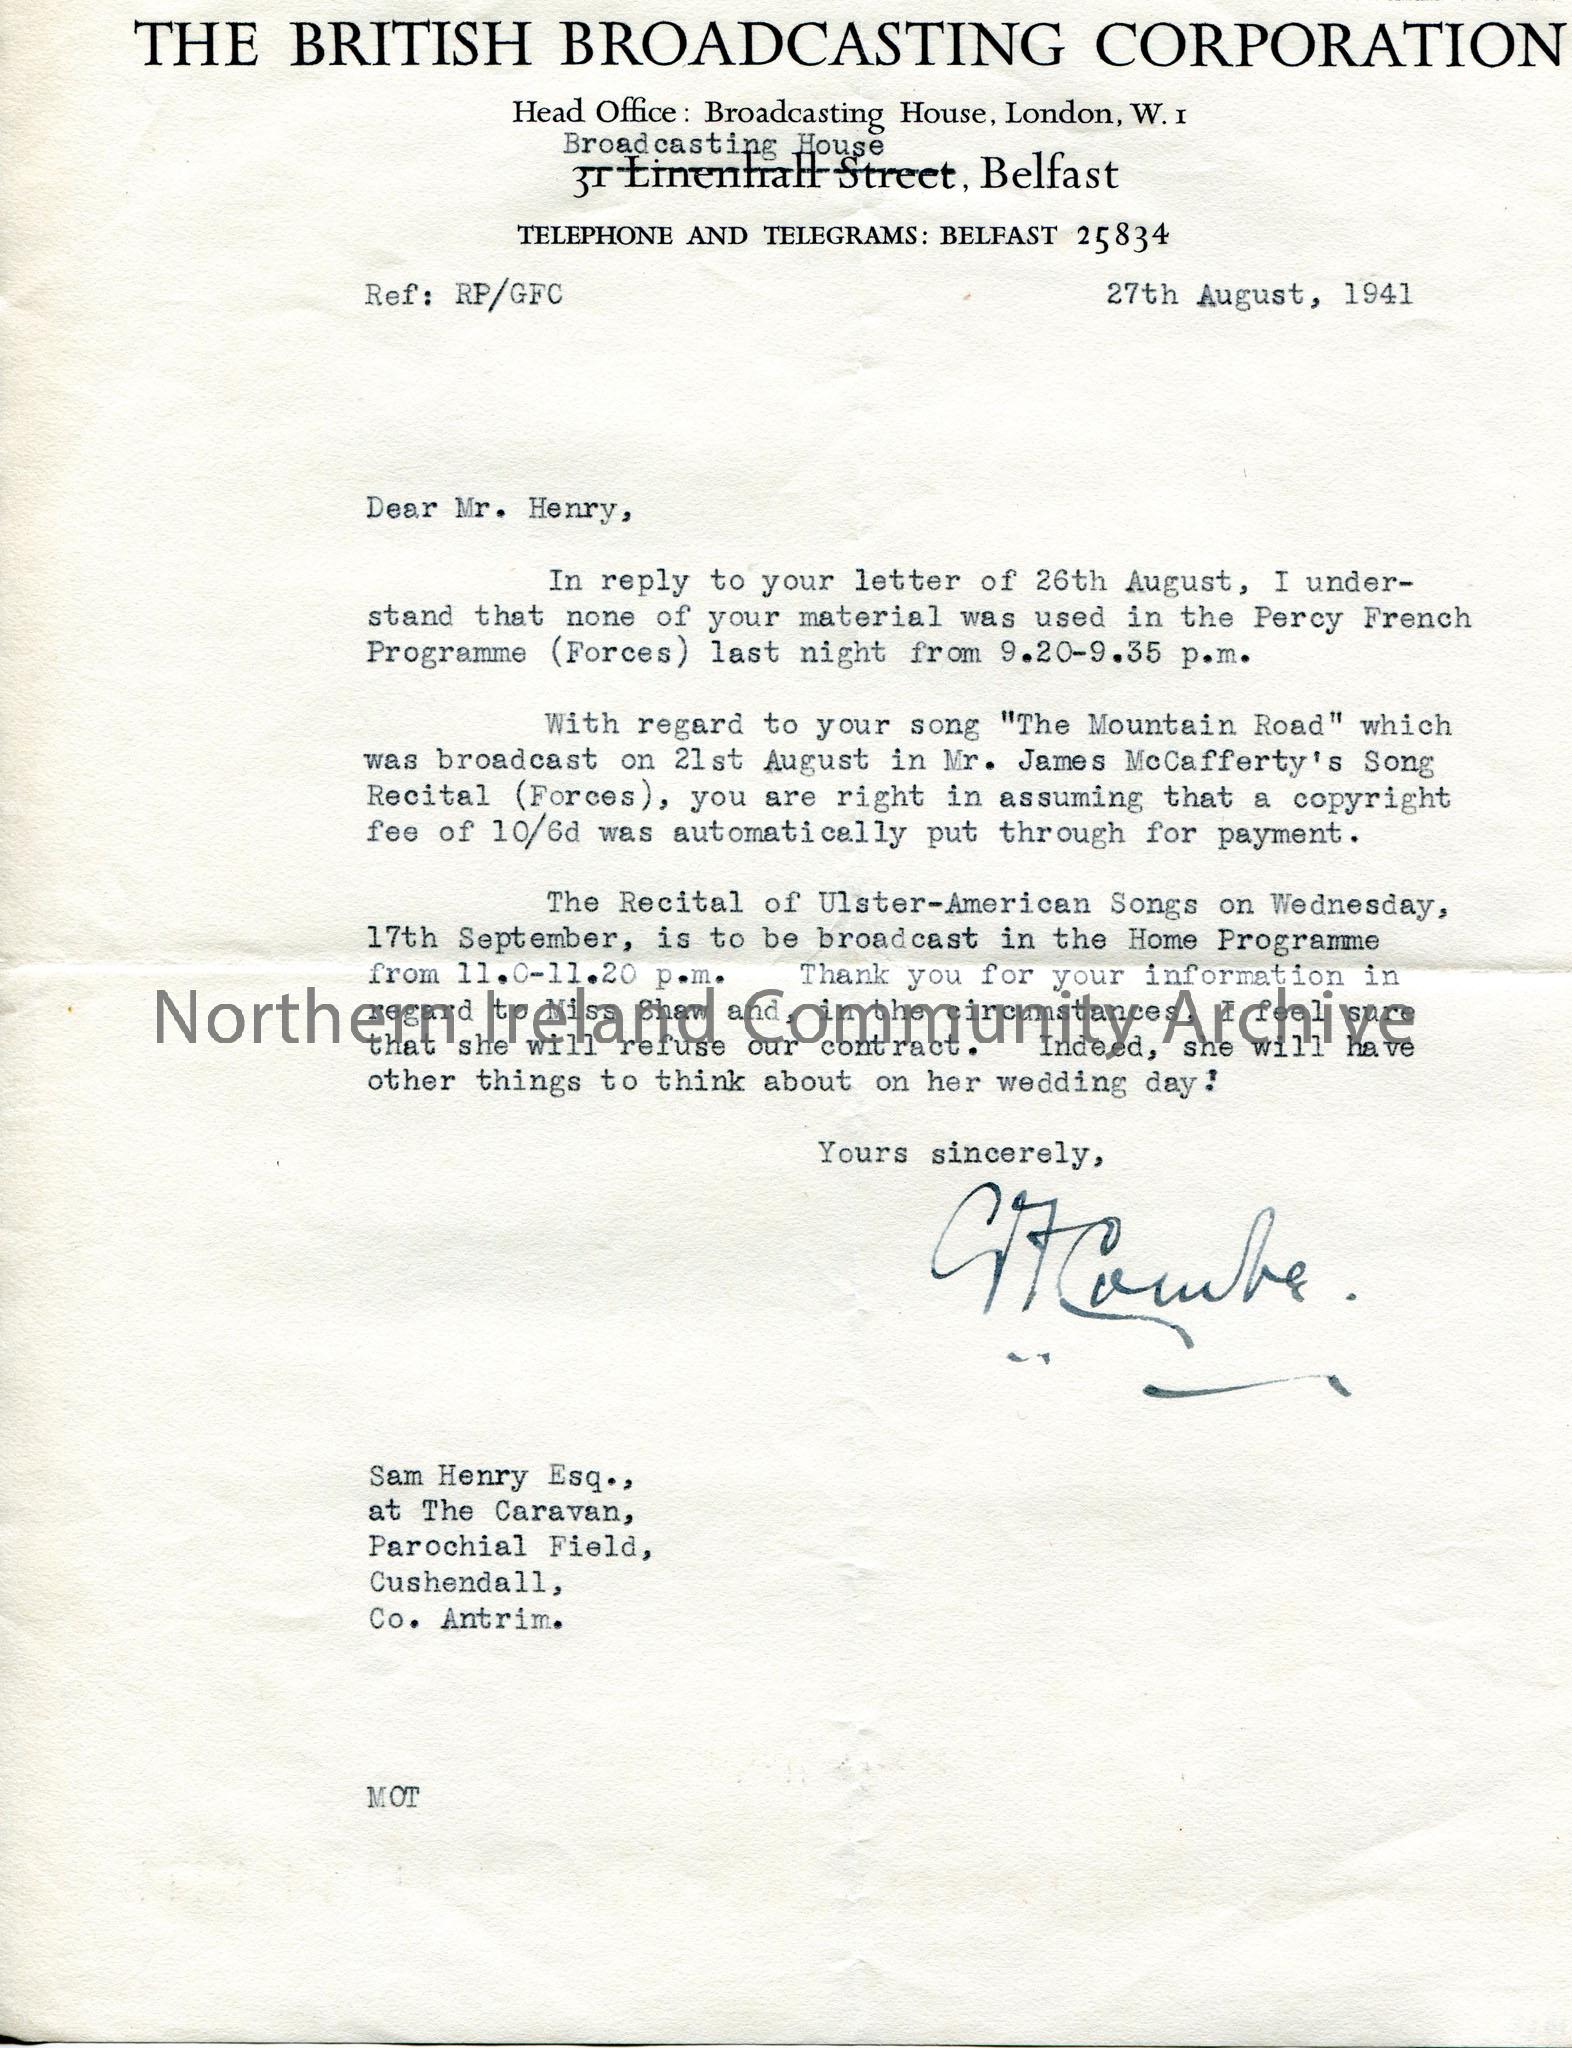 THE BRITISH BROADCASTING CORPORATION
Head Office: Broadcasting House, London, W. 1
Broadcasting House
31 Linenhall Street, Belfast
TELEPHONE AND TELEGRAMS: BELFAST 25834
Ref: RP/GFC 27th August, 1941
Dear Mr. Henry,
In reply to your letter of 26th August, I under-
stand that none of your material was used in the Percy French
Programme (Forces) last night from 9.20-9.35 p.m.
With regard to your song "The Mountain Road" which
was broadcast on 21st August in Mr. James McCafferty's Song
Recital (Forces), you are right in assuming that a copyright
fee of 10/6d was automatically put through for payment.
The Recital of Ulster-American Songs on Wednesday,
17th September, is to be broadcast in the Home Programme
from 11.0-11.20 p.m. Thank you for your information in
regard to Miss Shaw and, in the circumstances, I feel sure
Northern Ireland Community Archive
that she will refuse our contract. Indeed, she will have
other things to think about on her wedding day!
Yours sincerely,
GFCombe.
Sam Henry Esq.,
at The Caravan,
Parochial Field,
Cushendall,
Co. Antrim.
MOT